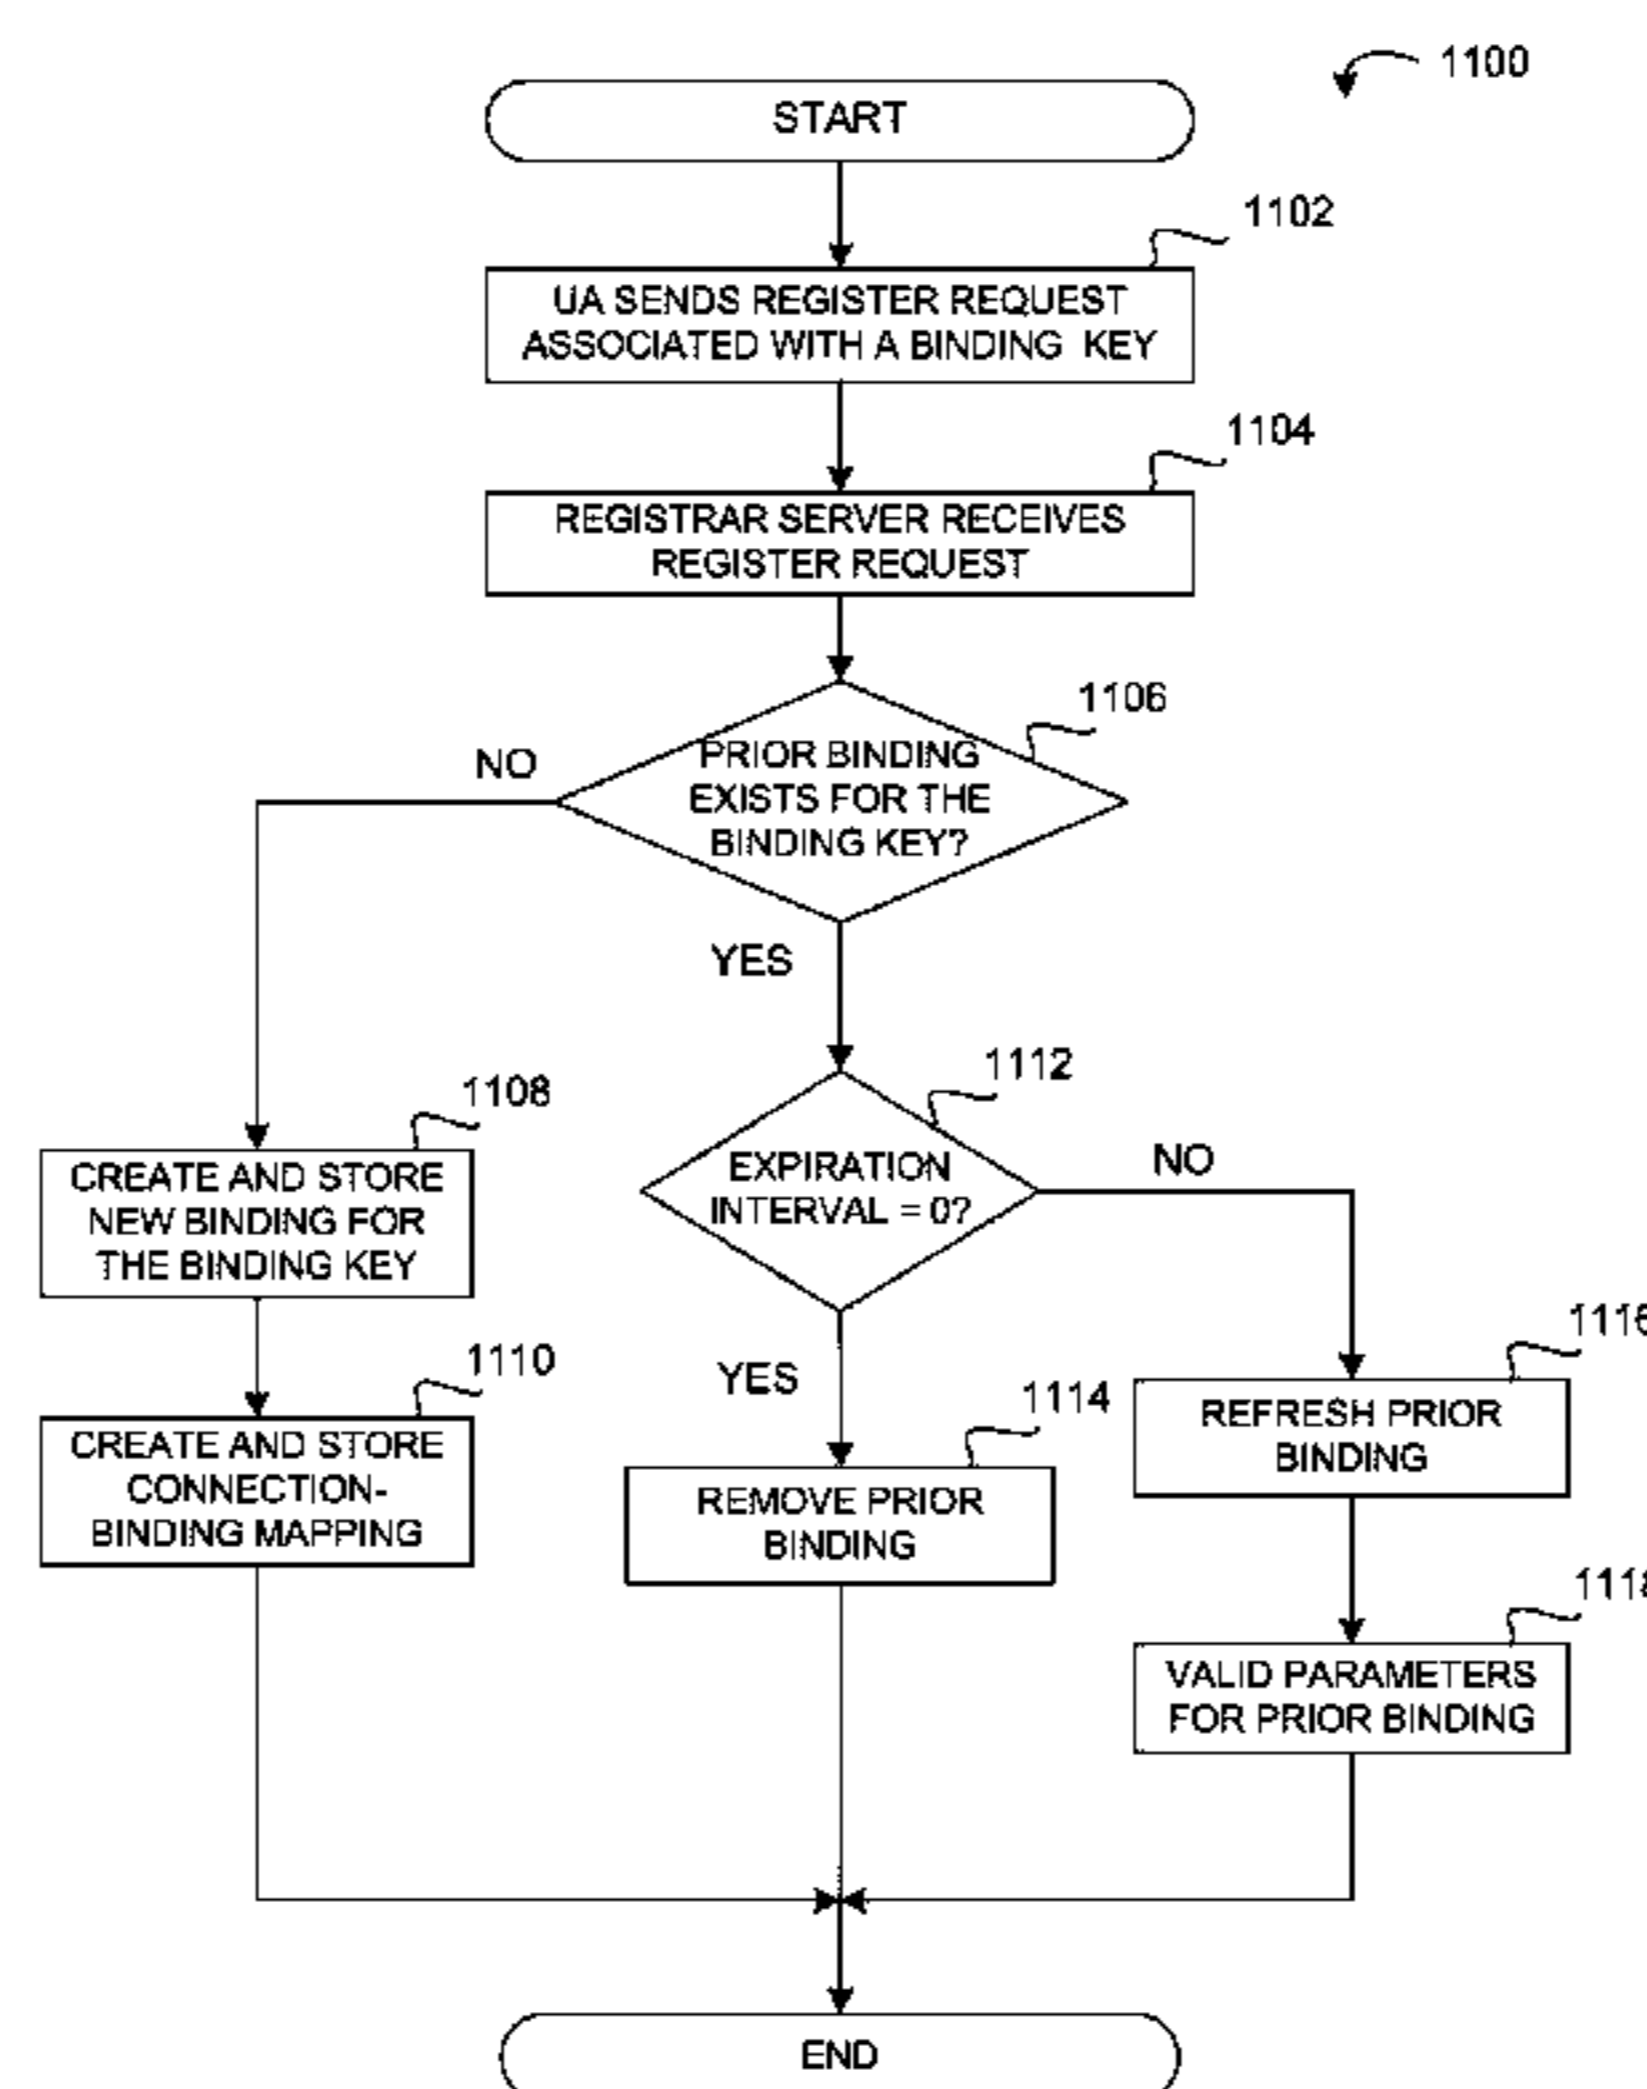 1100
START
1102
UA SENDS REGISTER REQUEST
ASSOCIATED WITH A BINDING KEY
1104
REGISTRAR SERVER RECEIVES
REGISTER REQUEST
1106
PRIOR BINDING
EXISTS FOR THE
BINDING KEY?
NO
YES
1108
CREATE AND STORE
NEW BINDING FOR
THE BINDING KEY
1112
EXPIRATION
INTERVAL = 0?
NO
YES
1110
CREATE AND STORE
CONNECTION-
BINDING MAPPING
1114
REMOVE PRIOR
BINDING
1116
REFRESH PRIOR
BINDING
1118
VALID PARAMETERS
FOR PRIOR BINDING
END